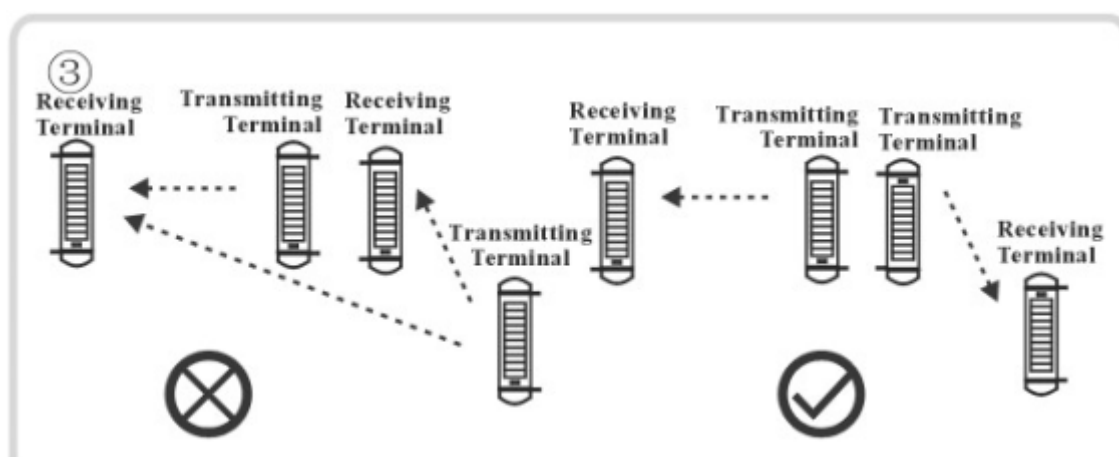 ③
Receiving
Terminal
Transmitting
Terminal
Receiving
Terminal
Transmitting
Terminal
Receiving
Terminal
Transmitting
Terminal
Transmitting
Terminal
Receiving
Terminal